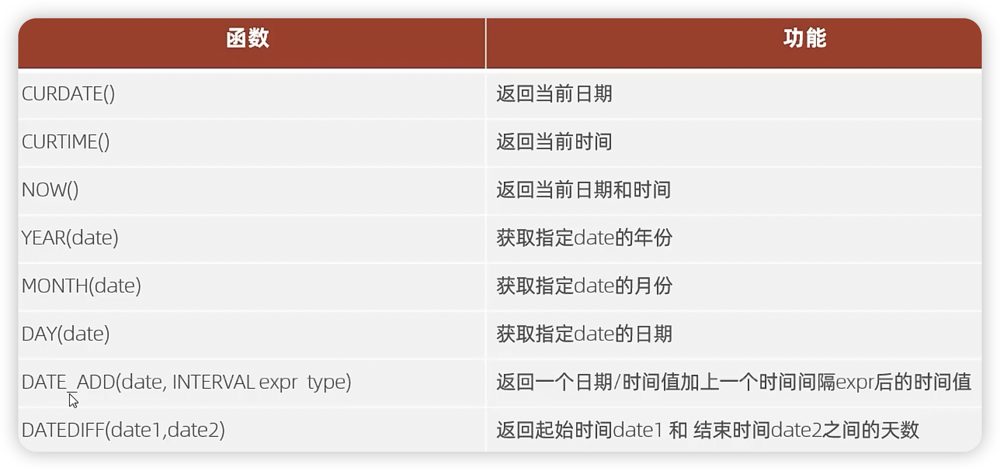 函数 功能
CURDATE() 返回当前日期
CURTIME() 返回当前时间
NOW() 返回当前日期和时间
YEAR(date) 获取指定date的年份
MONTH(date) 获取指定date的月份
DAY(date) 获取指定date的日期
DATE_ADD(date, INTERVAL expr type) 返回一个日期/时间值加上一个时间间隔expr后的时间值
DATEDIFF(date1,date2) 返回起始时间date1 和 结束时间date2之间的天数